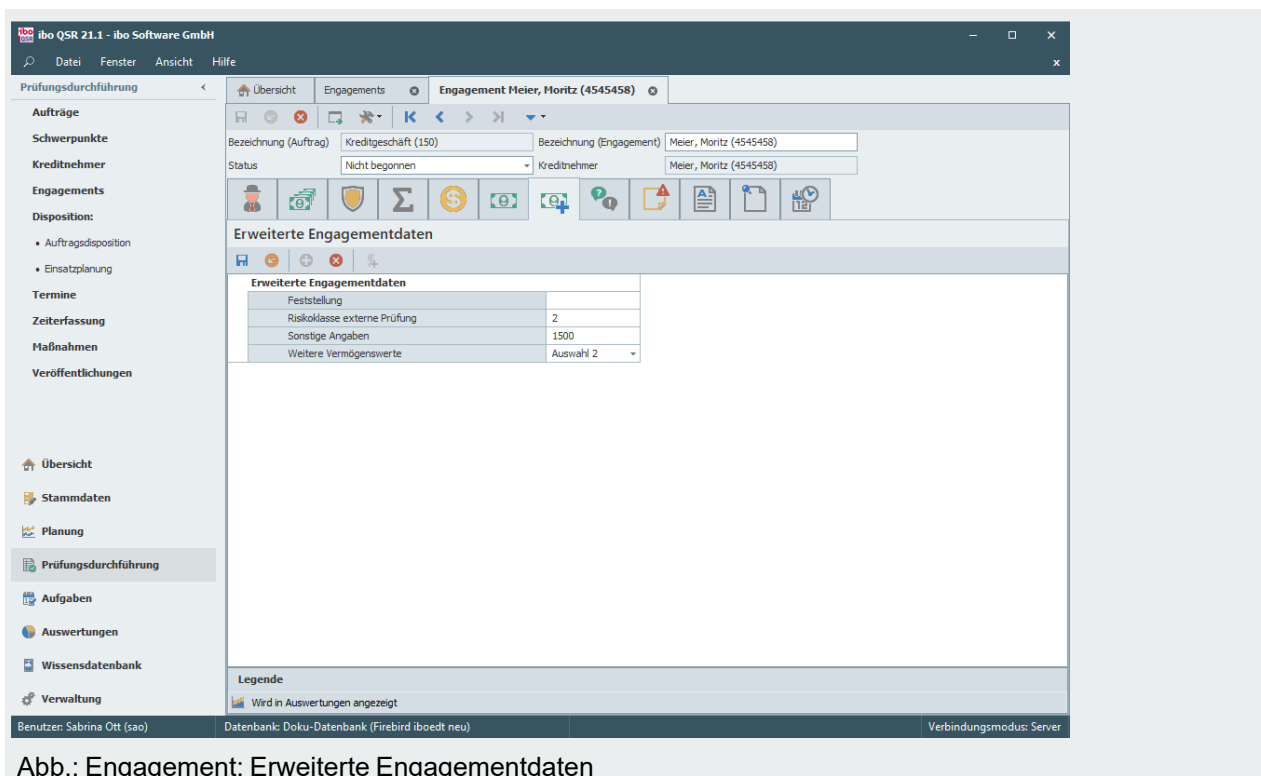 ibo QSR 21.1 - ibo Software GmbH
Datei Fenster Ansicht Hilfe
Prüfungsdurchführung
Aufträge
Schwerpunkte
Kreditnehmer
Engagements
Disposition:
• Auftragsdisposition
• Einsatzplanung
Termine
Zeiterfassung
Maßnahmen
Veröffentlichungen
Übersicht
Stammdaten
Planung
Prüfungsdurchführung
Aufgaben
Auswertungen
Wissensdatenbank
Verwaltung
Übersicht Engagements Engagement Meier, Moritz (4545458)
Bezeichnung (Auftrag) Kreditgeschäft (150) Bezeichnung (Engagement) Meier, Moritz (4545458)
Status Nicht begonnen Kreditnehmer Meier, Moritz (4545458)
Erweiterte Engagementdaten
Erweiterte Engagementdaten
Feststellung
Risikoklasse externe Prüfung 2
Sonstige Angaben 1500
Weitere Vermögenswerte Auswahl 2
Legende
Wird in Auswertungen angezeigt
Benutzer: Sabrina Ott (sao) Datenbank: Doku-Datenbank (Firebird iboedt neu) Verbindungsmodus: Server
Abb.: Engagement: Erweiterte Engagementdaten